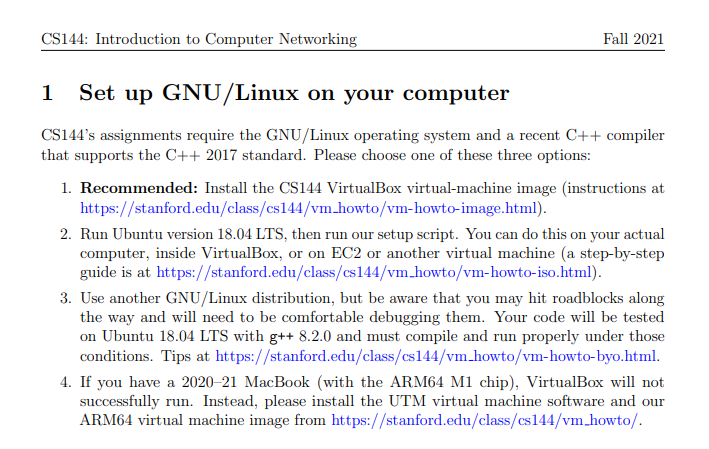 CS144: Introduction to Computer Networking Fall 2021
1 Set up GNU/Linux on your computer
CS144's assignments require the GNU/Linux operating system and a recent C++ compiler
that supports the C++ 2017 standard. Please choose one of these three options:
1. Recommended: Install the CS144 VirtualBox virtual-machine image (instructions at
https://stanford.edu/class/cs144/vm_howto/vm-howto-image.html).
2. Run Ubuntu version 18.04 LTS, then run our setup script. You can do this on your actual
computer, inside VirtualBox, or on EC2 or another virtual machine (a step-by-step
guide is at https://stanford.edu/class/cs144/vm_howto/vm-howto-iso.html).
3. Use another GNU/Linux distribution, but be aware that you may hit roadblocks along
the way and will need to be comfortable debugging them. Your code will be tested
on Ubuntu 18.04 LTS with g++ 8.2.0 and must compile and run properly under those
conditions. Tips at https://stanford.edu/class/cs144/vm_howto/vm-howto-byo.html.
4. If you have a 2020–21 MacBook (with the ARM64 M1 chip), VirtualBox will not
successfully run. Instead, please install the UTM virtual machine software and our
ARM64 virtual machine image from https://stanford.edu/class/cs144/vm_howto/.